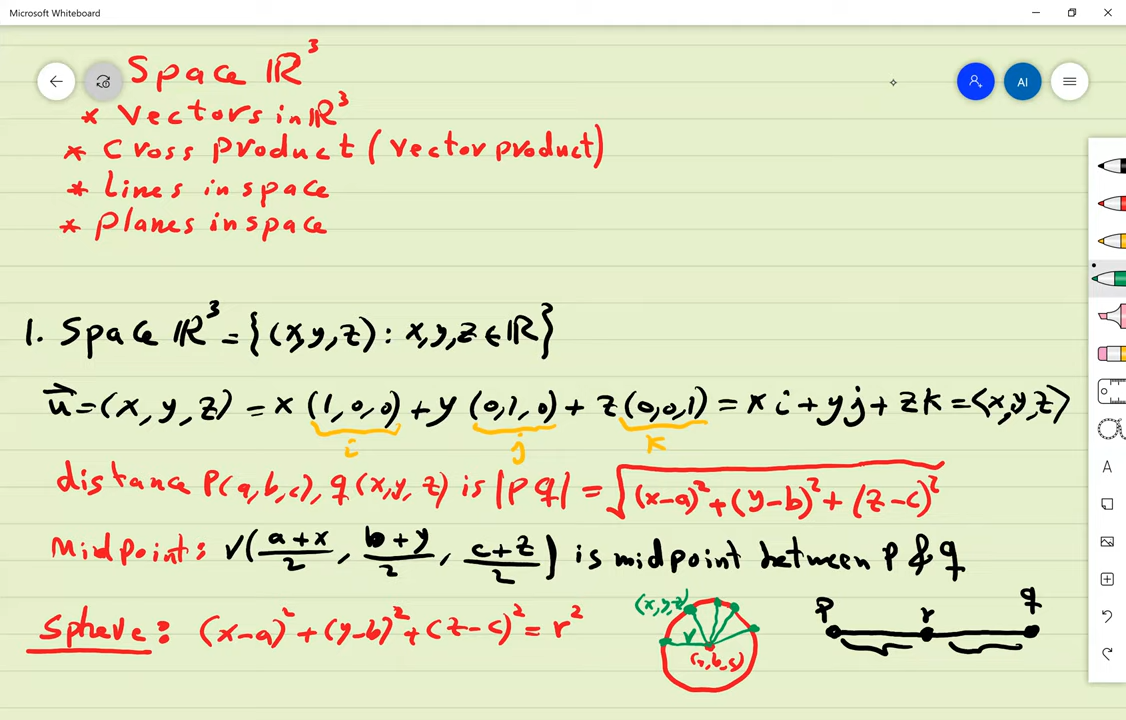 Microsoft Whiteboard
AI
Space ℝ³
* Vectors in ℝ³
* Cross Product (Vector product)
* Lines in space
* Planes in space
A
1. Space ℝ³ = {(x,y,z) : x,y,z ∈ ℝ}
u⃗ = (x, y, z) = x (1, 0, 0) + y (0, 1, 0) + z (0,0,1) = x i + y j + z k = <x,y,z>
i j k
distance P(a,b,c), q(x,y,z) is |Pq| = √((x-a)² + (y-b)² + (z-c)²)
Midpoint: r((a+x)/2, (b+y)/2, (c+z)/2) is midpoint between P & q
Sphere: (x-a)² + (y-b)² + (z-c)² = r²
(x,y,z)
r
(a,b,c)
P r q